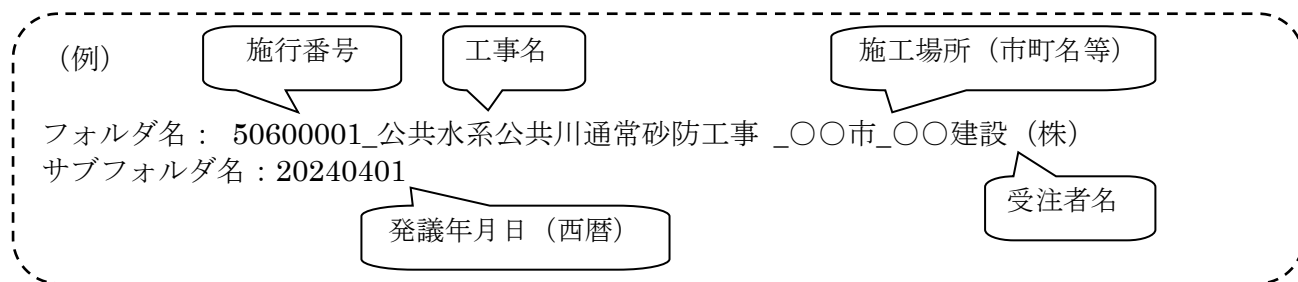 (例)
施行番号
工事名
施工場所(市町名等)
フォルダ名: 50600001_公共水系公共川通常砂防工事 _○○市_○○建設(株)
サブフォルダ名:20240401
受注者名
発議年月日(西暦)